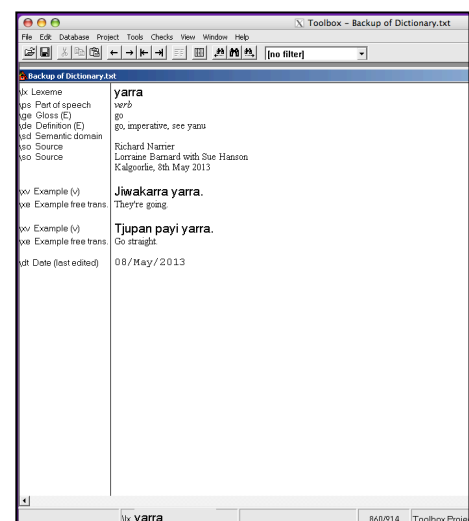 Toolbox - Backup of Dictionary.txt
File Edit Database Project Tools Checks View Window Help
[no filter]
Backup of Dictionary.txt
\lx Lexeme yarra
\ps Part of speech verb
\ge Gloss (E) go
\de Definition (E) go, imperative, see yanu
\sd Semantic domain
\so Source Richard Narrier
\so Source Lorraine Barnard with Sue Hanson
Kalgoorlie, 8th May 2013
\xv Example (v) Jiwakarra yarra.
\xe Example free trans. They're going.
\xv Example (v) Tjupan payi yarra.
\xe Example free trans. Go straight.
\dt Date (last edited) 08/May/2013
\lx yarra 860/914 Toolbox Proje